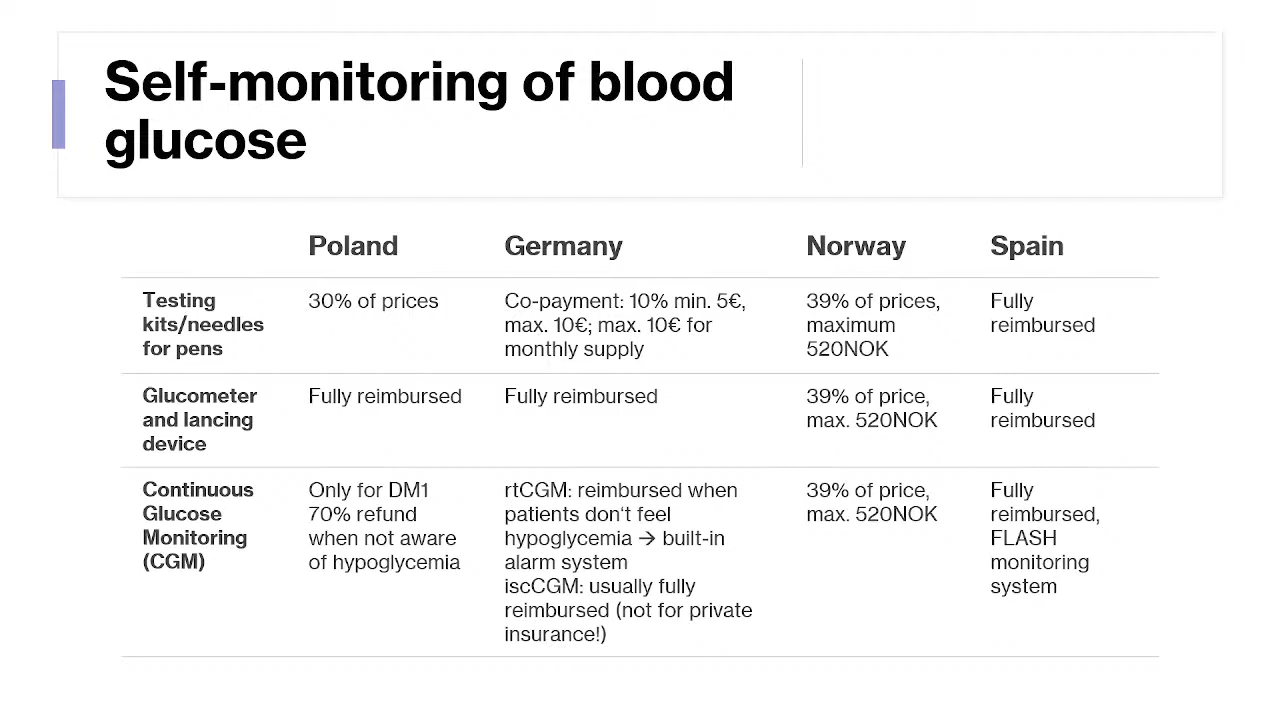 Self-monitoring of blood
glucose
Poland
Germany
Norway
Spain
Testing
kits/needles
for pens
30% of prices
Co-payment: 10% min. 5€,
max. 10€; max. 10€ for
monthly supply
39% of prices,
maximum
520NOK
Fully
reimbursed
Glucometer
and lancing
device
Fully reimbursed
Fully reimbursed
39% of price,
max. 520NOK
Fully
reimbursed
Continuous
Glucose
Monitoring
(CGM)
Only for DM1
70% refund
when not aware
of hypoglycemia
rtCGM: reimbursed when
patients don‘t feel
hypoglycemia → built-in
alarm system
iscCGM: usually fully
reimbursed (not for private
insurance!)
39% of price,
max. 520NOK
Fully
reimbursed,
FLASH
monitoring
system